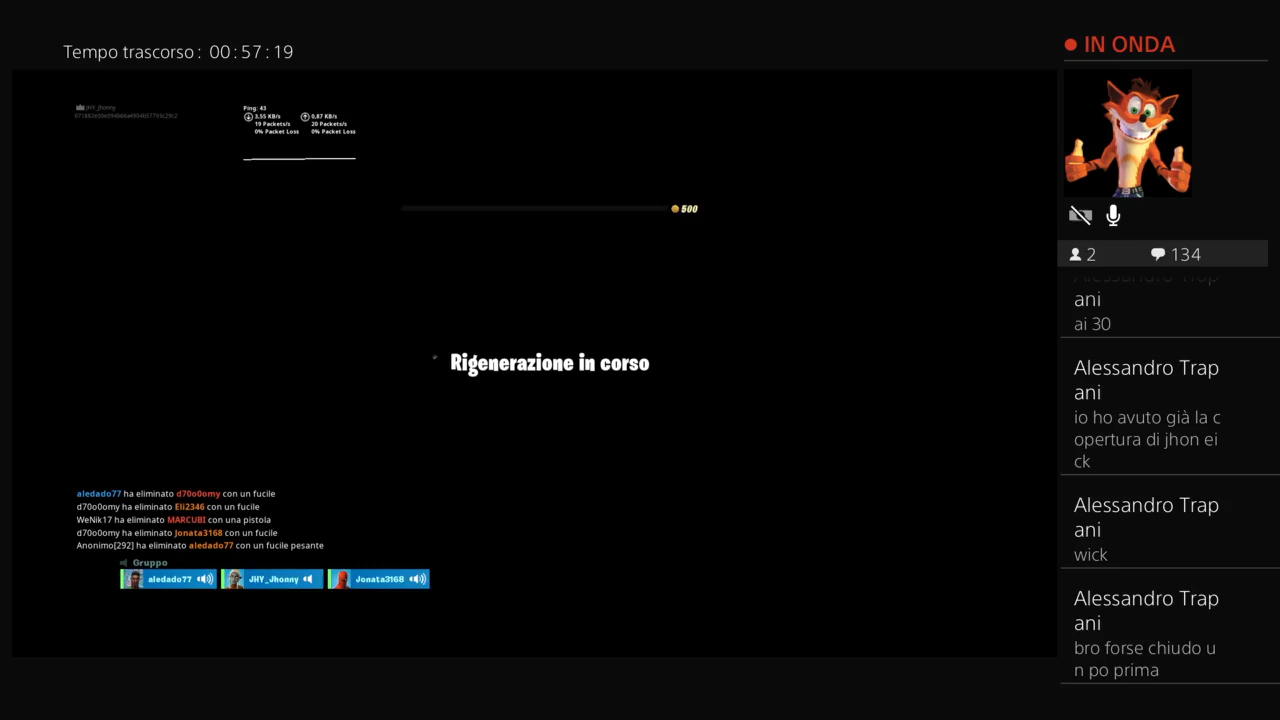 Tempo trascorso: 00:57:19
IN ONDA
JHY_Jhonny
Ping: 43
3,55 KB/s
0,87 KB/s
19 Packets/s
20 Packets/s
0% Packet Loss
0% Packet Loss
500
Rigenerazione in corso
aledado77 ha eliminato d70o0omy con un fucile
d70o0omy ha eliminato Eli2346 con un fucile
WeNik17 ha eliminato MARCUBI con una pistola
d70o0omy ha eliminato Jonata3168 con un fucile
Anonimo[292] ha eliminato aledado77 con un fucile pesante
Gruppo
aledado77
JHY_Jhonny
Jonata3168
2
134
Alessandro Trap
ani
ai 30
Alessandro Trap
ani
io ho avuto già la c
opertura di jhon ei
ck
Alessandro Trap
ani
wick
Alessandro Trap
ani
bro forse chiudo u
n po prima